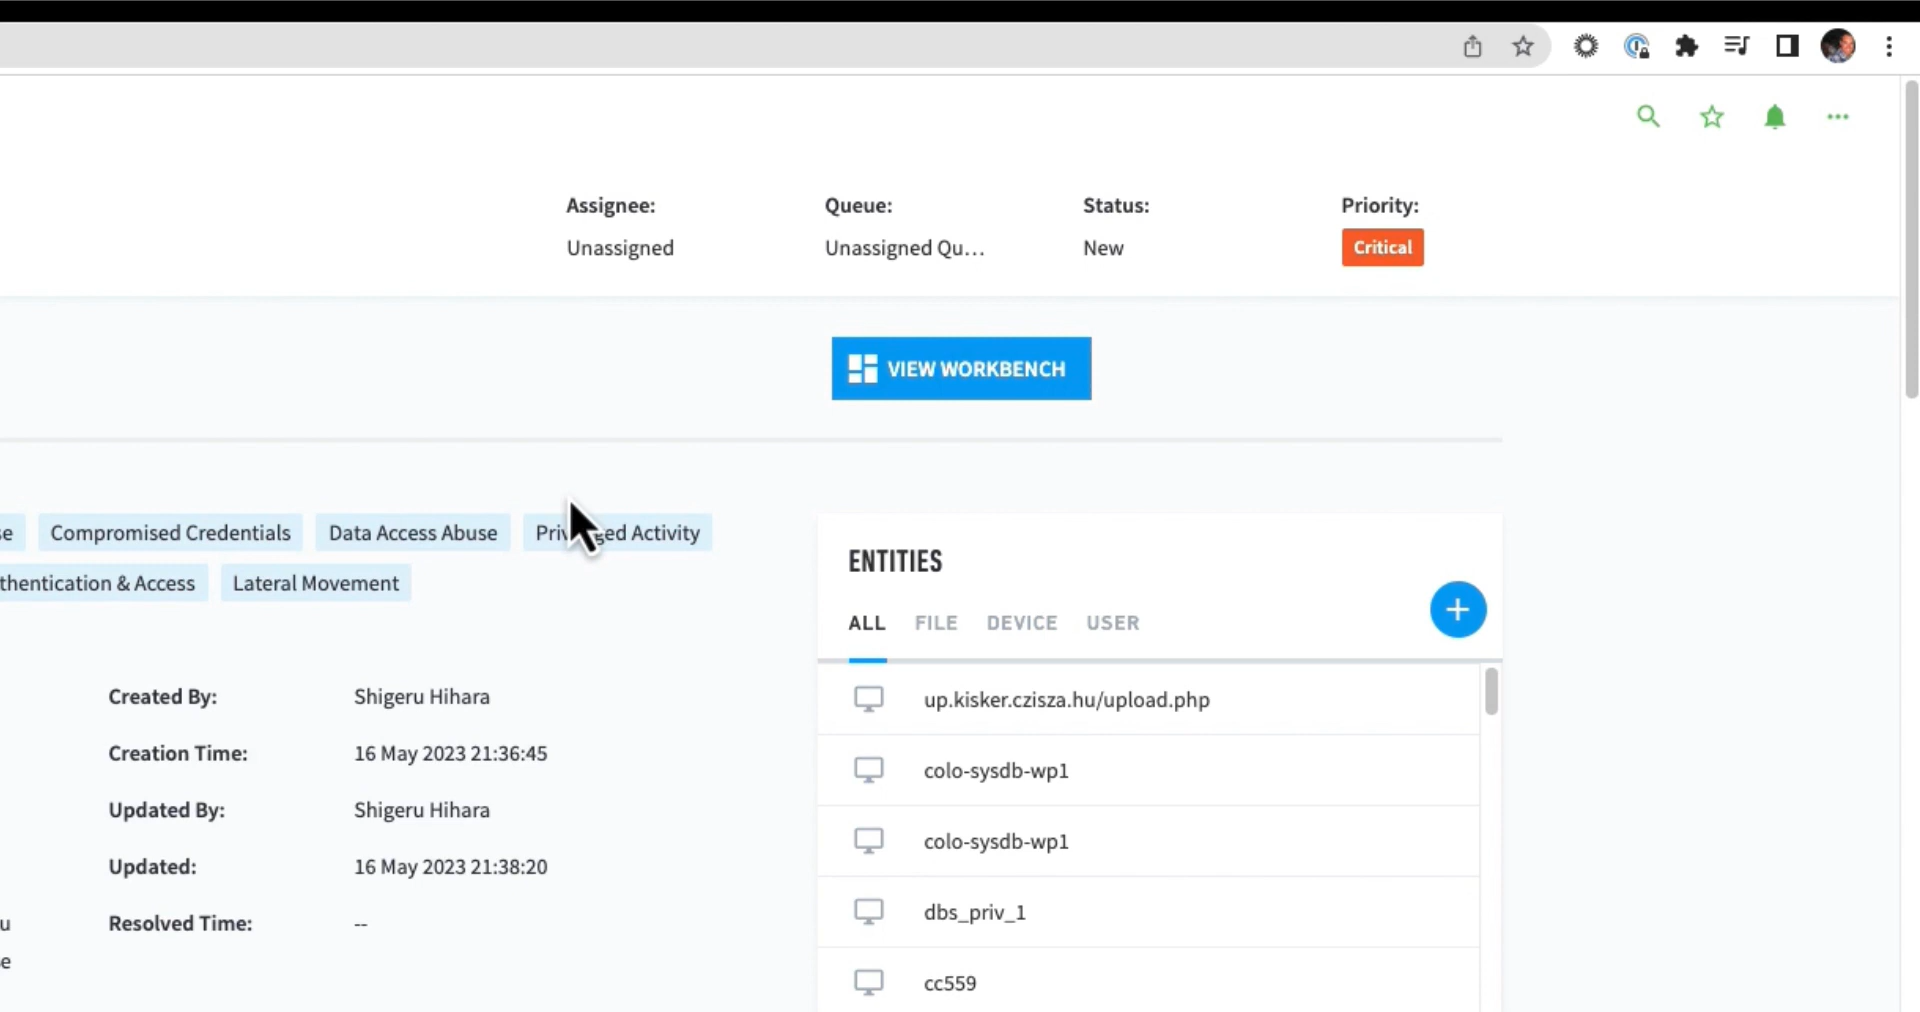 Assignee:
Queue:
Status:
Priority:
Unassigned
Unassigned Qu...
New
Critical
VIEW WORKBENCH
se
Compromised Credentials
Data Access Abuse
thentication & Access
Lateral Movement
Activity
Created By:
Shigeru Hihara
Creation Time:
16 May 2023 21:36:45
Updated By:
Shigeru Hihara
Updated:
16 May 2023 21:38:20
Resolved Time:
--
u
e
ENTITIES
ALL
FILE
DEVICE
USER
up.kisker.czisza.hu/upload.php
colo-sysdb-wp1
colo-sysdb-wp1
dbs_priv_1
cc559